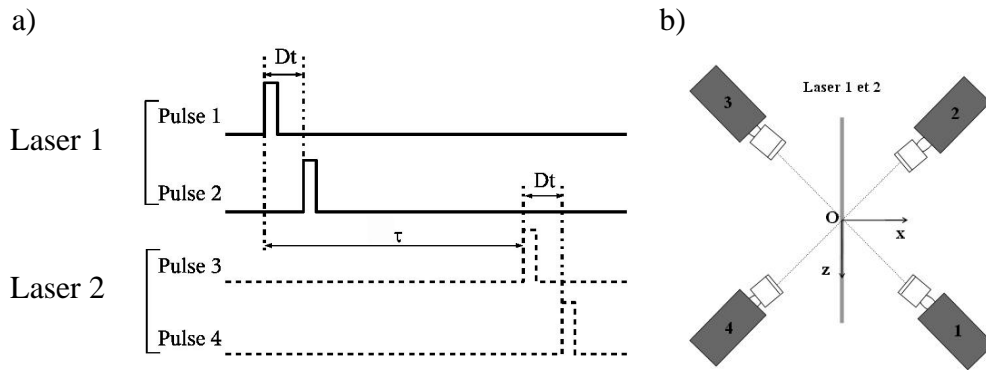 a)
Dt
Laser 1
Pulse 1
Pulse 2
Dt
τ
Laser 2
Pulse 3
Pulse 4
b)
Laser 1 et 2
3
2
O
x
z
4
1